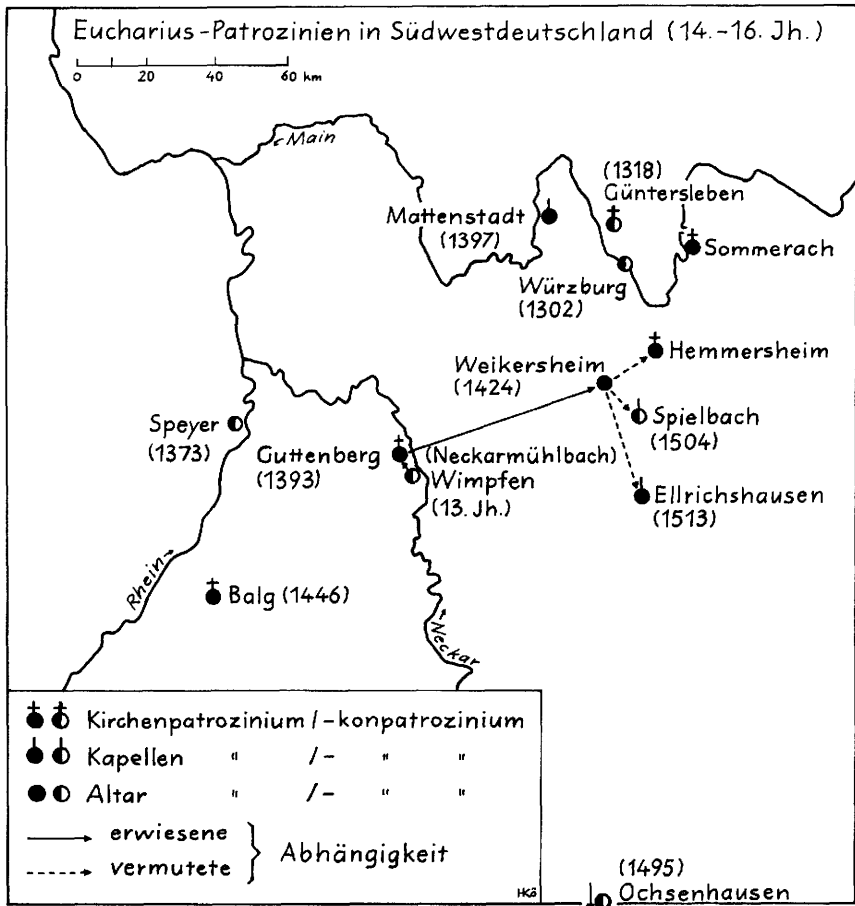 Eucharius-Patrozinien in Südwestdeutschland (14.-16. Jh.)
0 20 40 60 km
Main
(1318)
Güntersleben
Mattenstadt
(1397)
Sommerach
Würzburg
(1302)
Hemmersheim
Weikersheim
(1424)
Speyer
(1373)
Spielbach
(1504)
Guttenberg
(1393)
(Neckarmühlbach)
Wimpfen
(13. Jh.)
Ellrichshausen
(1513)
Rhein
Balg (1446)
Neckar
Kirchenpatrozinium /-konpatrozinium
Kapellen " /- " "
Altar " /- " "
erwiesene
vermutete
Abhängigkeit
HKö
(1495)
Ochsenhausen